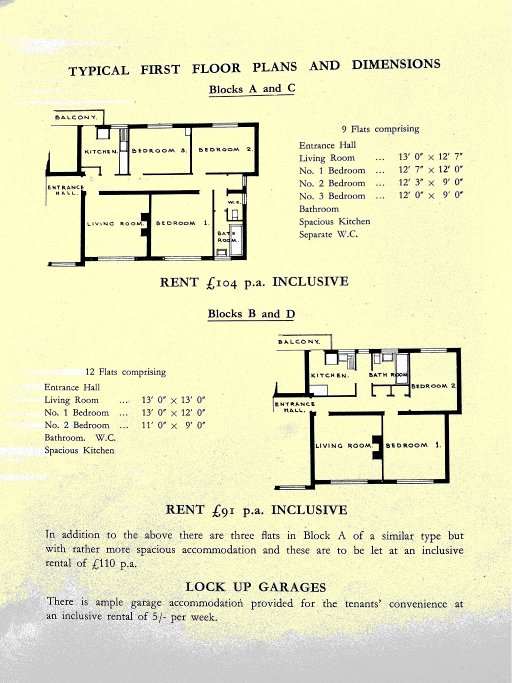 TYPICAL FIRST FLOOR PLANS AND DIMENSIONS
Blocks A and C
BALCONY.
KITCHEN.
BEDROOM 3.
BEDROOM 2.
ENTRANCE
HALL.
LIVING ROOM.
BEDROOM 1.
W.C.
BATH
ROOM.
9 Flats comprising
Entrance Hall
Living Room ... 13' 0" × 12' 7"
No. 1 Bedroom ... 12' 7" × 12' 0"
No. 2 Bedroom ... 12' 3" × 9' 0"
No. 3 Bedroom ... 12' 0" × 9' 0"
Bathroom
Spacious Kitchen
Separate W.C.
RENT £104 p.a. INCLUSIVE
Blocks B and D
12 Flats comprising
Entrance Hall
Living Room .... 13' 0" × 13' 0"
No. 1 Bedroom ... 13' 0" × 12' 0"
No. 2 Bedroom ... 11' 0" × 9' 0"
Bathroom. W.C.
Spacious Kitchen
BALCONY.
KITCHEN.
BATH ROOM
BEDROOM 2
ENTRANCE
HALL.
LIVING ROOM.
BEDROOM 1.
RENT £91 p.a. INCLUSIVE
In addition to the above there are three flats in Block A of a similar type but
with rather more spacious accommodation and these are to be let at an inclusive
rental of £110 p.a.
LOCK UP GARAGES
There is ample garage accommodation provided for the tenants' convenience at
an inclusive rental of 5/- per week.